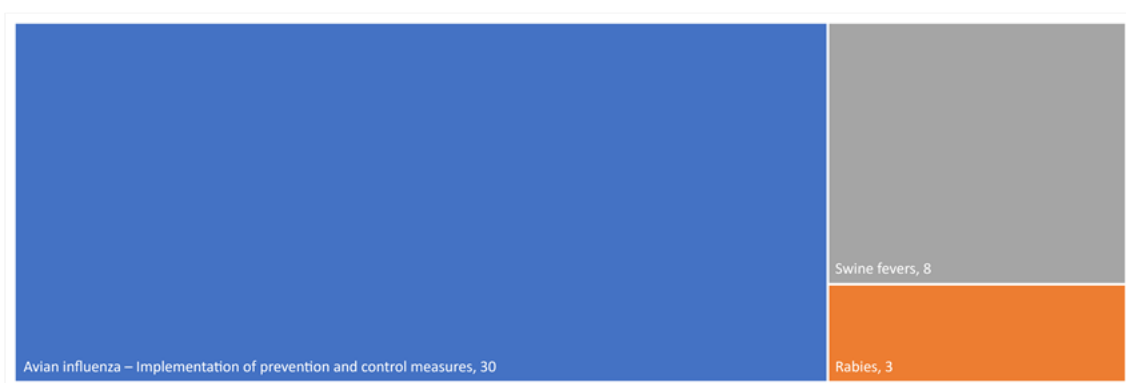 Swine fevers, 8
Avian influenza – Implementation of prevention and control measures, 30
Rabies, 3